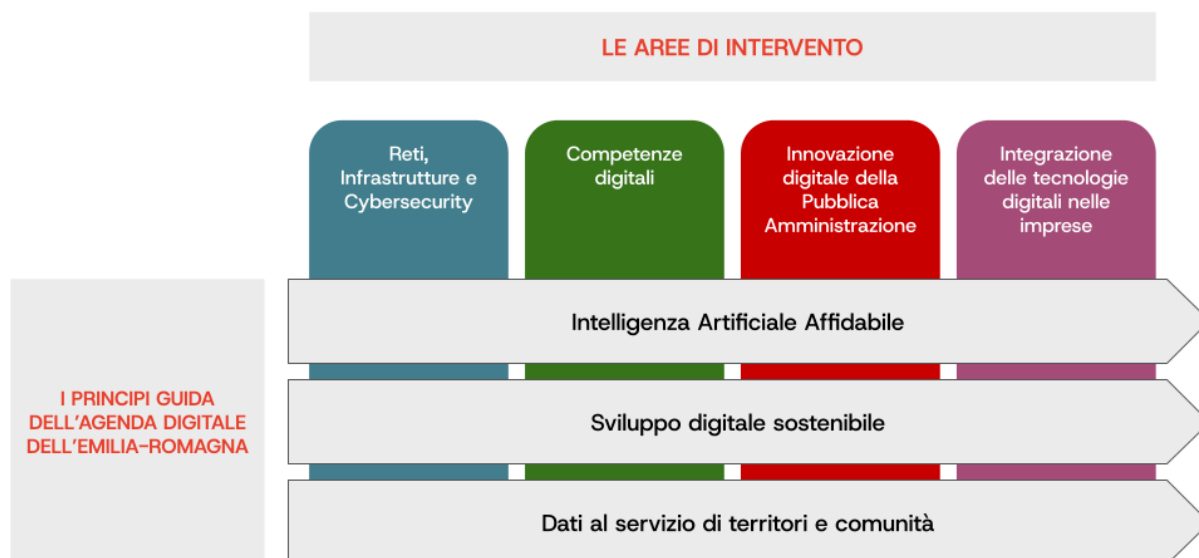 LE AREE DI INTERVENTO
Reti,
Infrastrutture e
Cybersecurity
Competenze
digitali
Innovazione
digitale della
Pubblica
Amministrazione
Integrazione
delle tecnologie
digitali nelle
imprese
I PRINCIPI GUIDA
DELL'AGENDA DIGITALE
DELL'EMILIA-ROMAGNA
Intelligenza Artificiale Affidabile
Sviluppo digitale sostenibile
Dati al servizio di territori e comunità